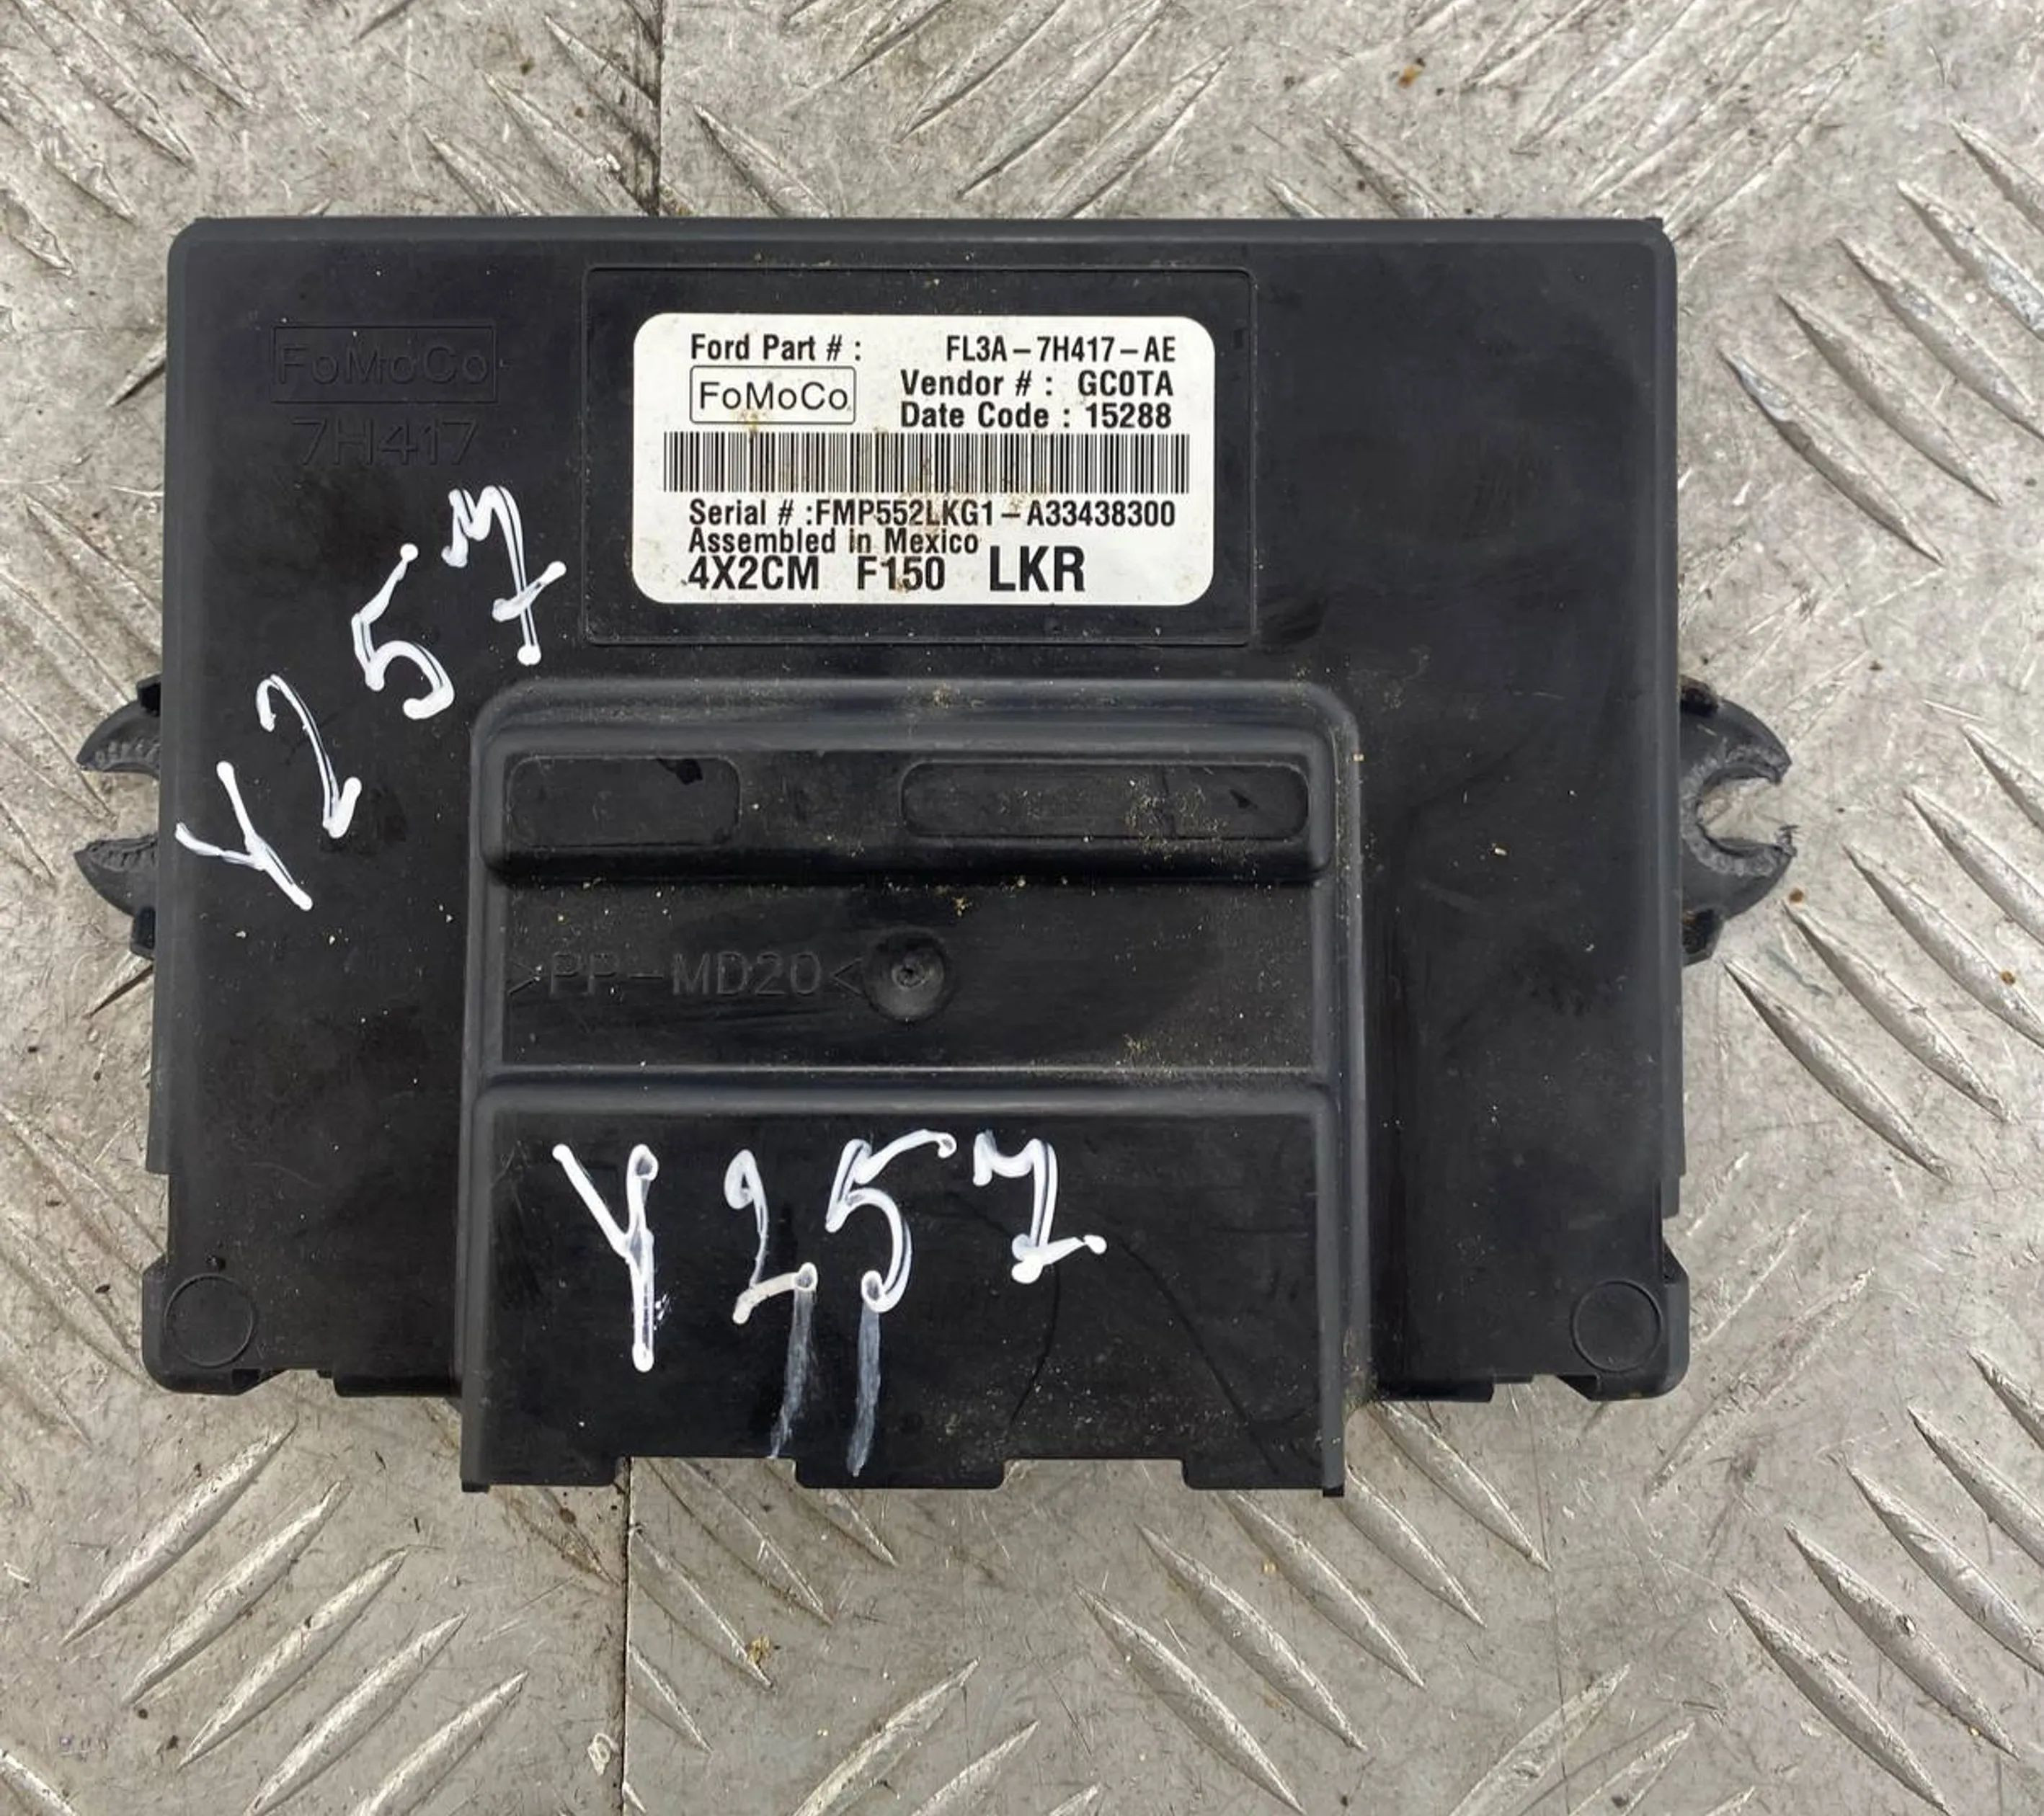 FoMoCo
7H417
Ford Part # : FL3A-7H417-AE
FoMoCo
Vendor # : GC0TA
Date Code : 15288
Serial # :FMP552LKG1-A33438300
Assembled in Mexico
4X2CM F150 LKR
Y257
>PP-MD20<
Y257